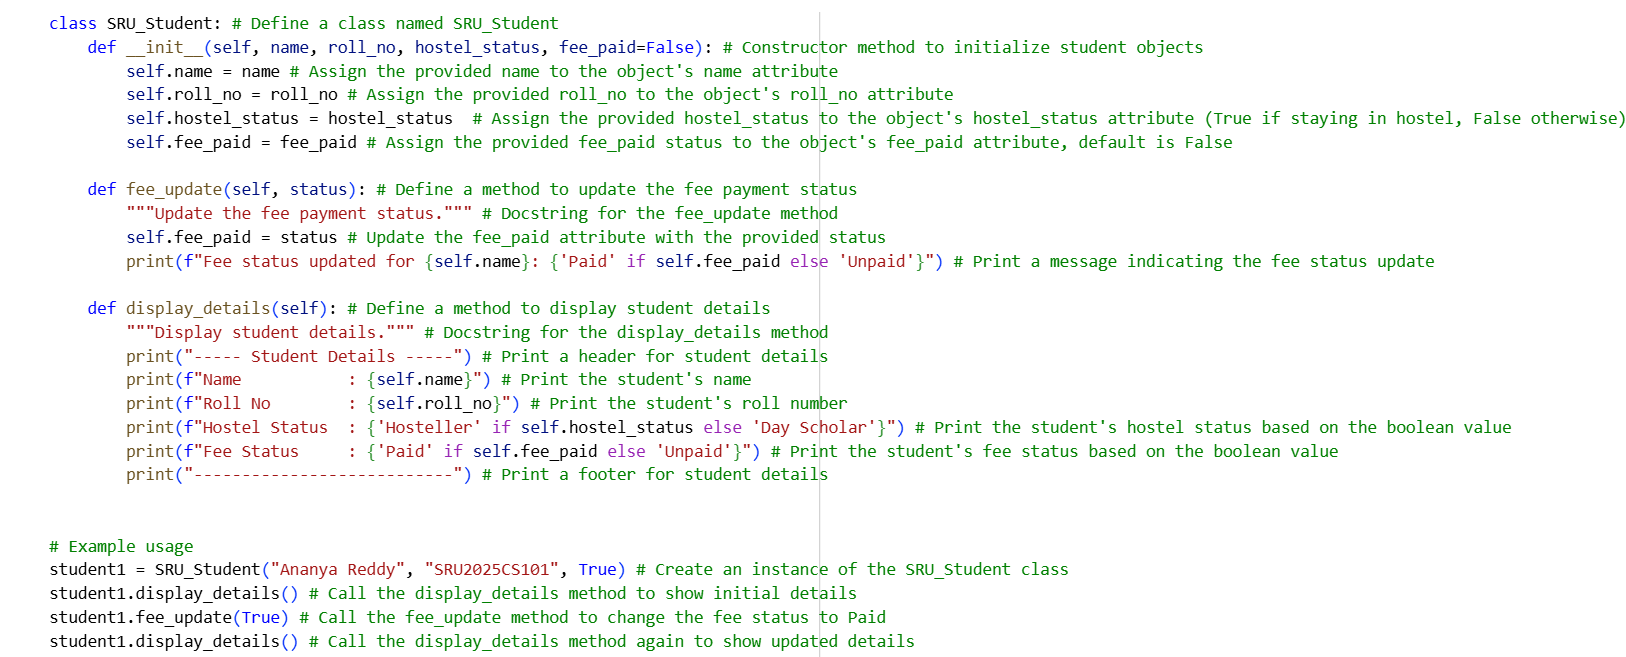 class SRU_Student: # Define a class named SRU_Student
    def __init__(self, name, roll_no, hostel_status, fee_paid=False): # Constructor method to initialize student objects
        self.name = name # Assign the provided name to the object's name attribute
        self.roll_no = roll_no # Assign the provided roll_no to the object's roll_no attribute
        self.hostel_status = hostel_status  # Assign the provided hostel_status to the object's hostel_status attribute (True if staying in hostel, False otherwise)
        self.fee_paid = fee_paid # Assign the provided fee_paid status to the object's fee_paid attribute, default is False

    def fee_update(self, status): # Define a method to update the fee payment status
        """Update the fee payment status.""" # Docstring for the fee_update method
        self.fee_paid = status # Update the fee_paid attribute with the provided status
        print(f"Fee status updated for {self.name}: {'Paid' if self.fee_paid else 'Unpaid'}") # Print a message indicating the fee status update

    def display_details(self): # Define a method to display student details
        """Display student details.""" # Docstring for the display_details method
        print("----- Student Details -----") # Print a header for student details
        print(f"Name           : {self.name}") # Print the student's name
        print(f"Roll No        : {self.roll_no}") # Print the student's roll number
        print(f"Hostel Status  : {'Hosteller' if self.hostel_status else 'Day Scholar'}") # Print the student's hostel status based on the boolean value
        print(f"Fee Status     : {'Paid' if self.fee_paid else 'Unpaid'}") # Print the student's fee status based on the boolean value
        print("---------------------------") # Print a footer for student details


# Example usage
student1 = SRU_Student("Ananya Reddy", "SRU2025CS101", True) # Create an instance of the SRU_Student class
student1.display_details() # Call the display_details method to show initial details
student1.fee_update(True) # Call the fee_update method to change the fee status to Paid
student1.display_details() # Call the display_details method again to show updated details